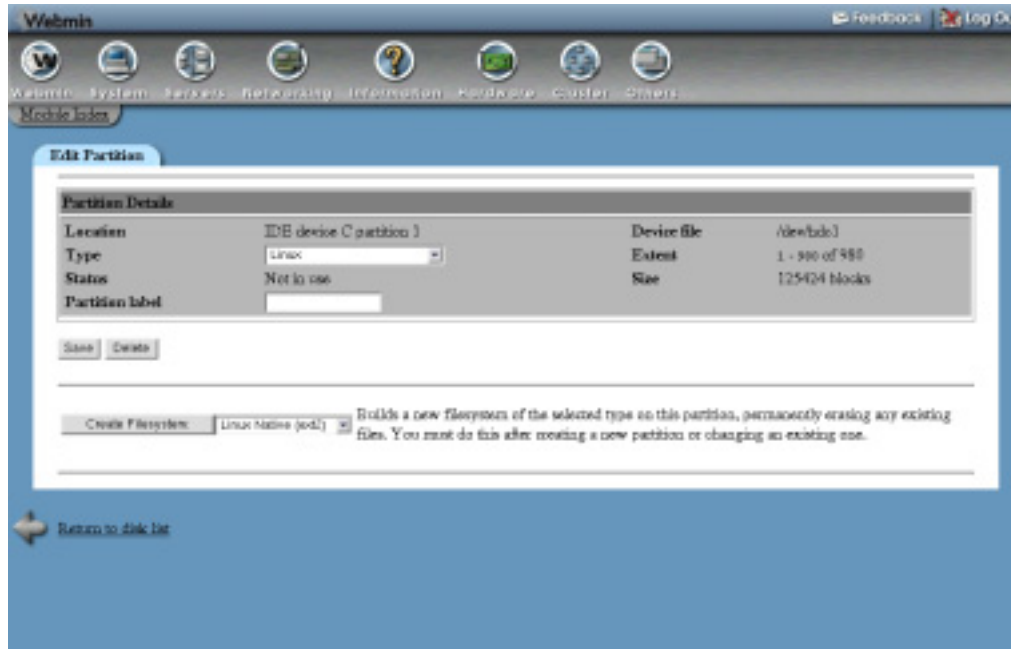 Webmin
Feedback Log Ou
Webmin System Servers Networking Information Hardware Cluster Others
Module Index
Edit Partition
Partition Details
Location IDE device C partition 1 Device file
Type Linux Extent 1 - 980 of 980
Status Not in use Size 125424 blocks
Partition label
Save Delete
Create Filesystem: Linux Native (ext2) Builds a new filesystem of the selected type on this partition, permanently erasing any existing
files. You must do this after creating a new partition or changing an existing one.
Return to disk list